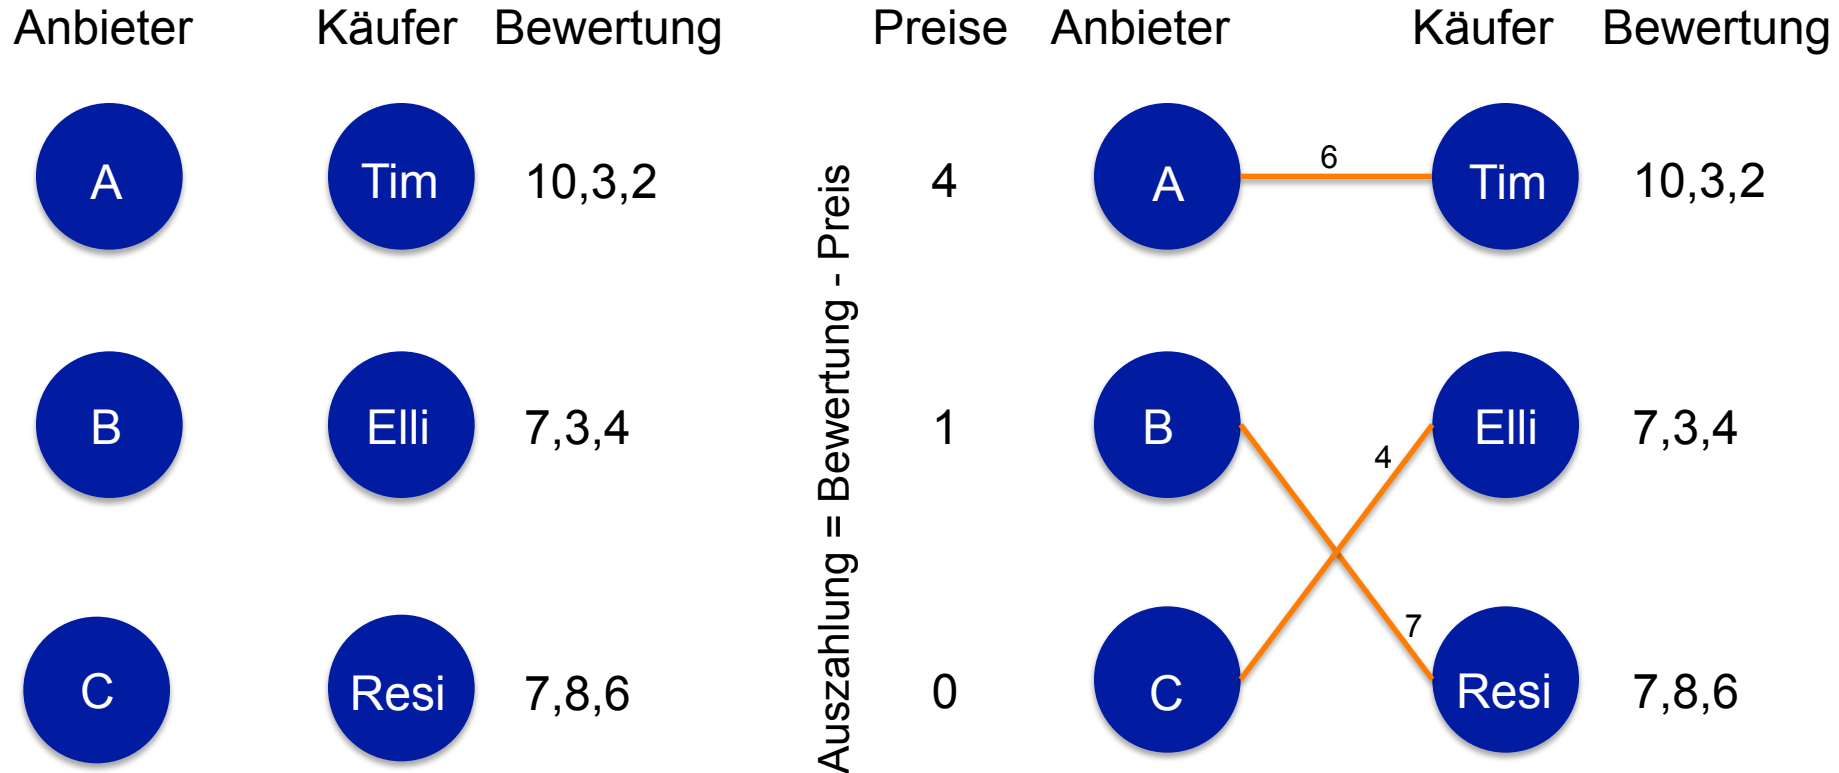 Anbieter Käufer Bewertung
A Tim 10,3,2
B Elli 7,3,4
C Resi 7,8,6
Auszahlung = Bewertung - Preis
Preise Anbieter Käufer Bewertung
4 A 6 Tim 10,3,2
1 B 4 Elli 7,3,4
0 C 7 Resi 7,8,6